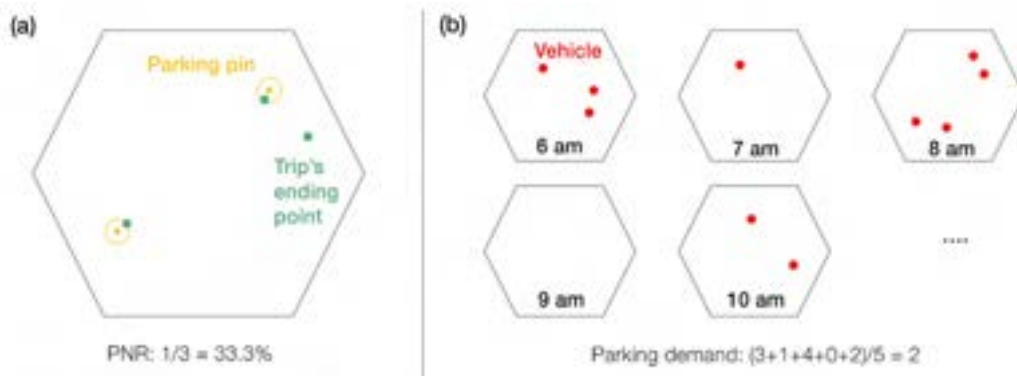 (a)
Parking pin
Trip's
ending
point
PNR: 1/3 = 33.3%
(b)
Vehicle
6 am
7 am
8 am
9 am
10 am
....
Parking demand: (3+1+4+0+2)/5 = 2